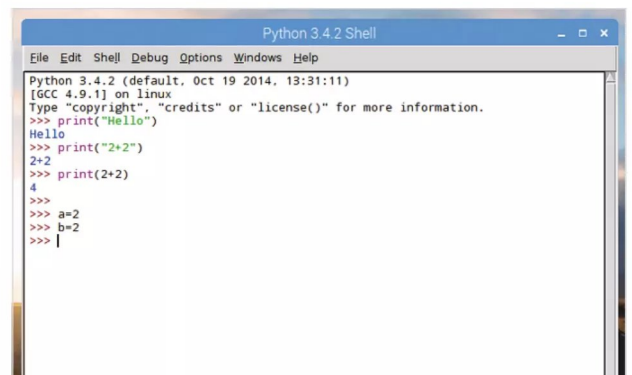 Python 3.4.2 Shell
File Edit Shell Debug Options Windows Help
Python 3.4.2 (default, Oct 19 2014, 13:31:11)
[GCC 4.9.1] on linux
Type "copyright", "credits" or "license()" for more information.
>>> print("Hello")
Hello
>>> print("2+2")
2+2
>>> print(2+2)
4
>>>
>>> a=2
>>> b=2
>>>